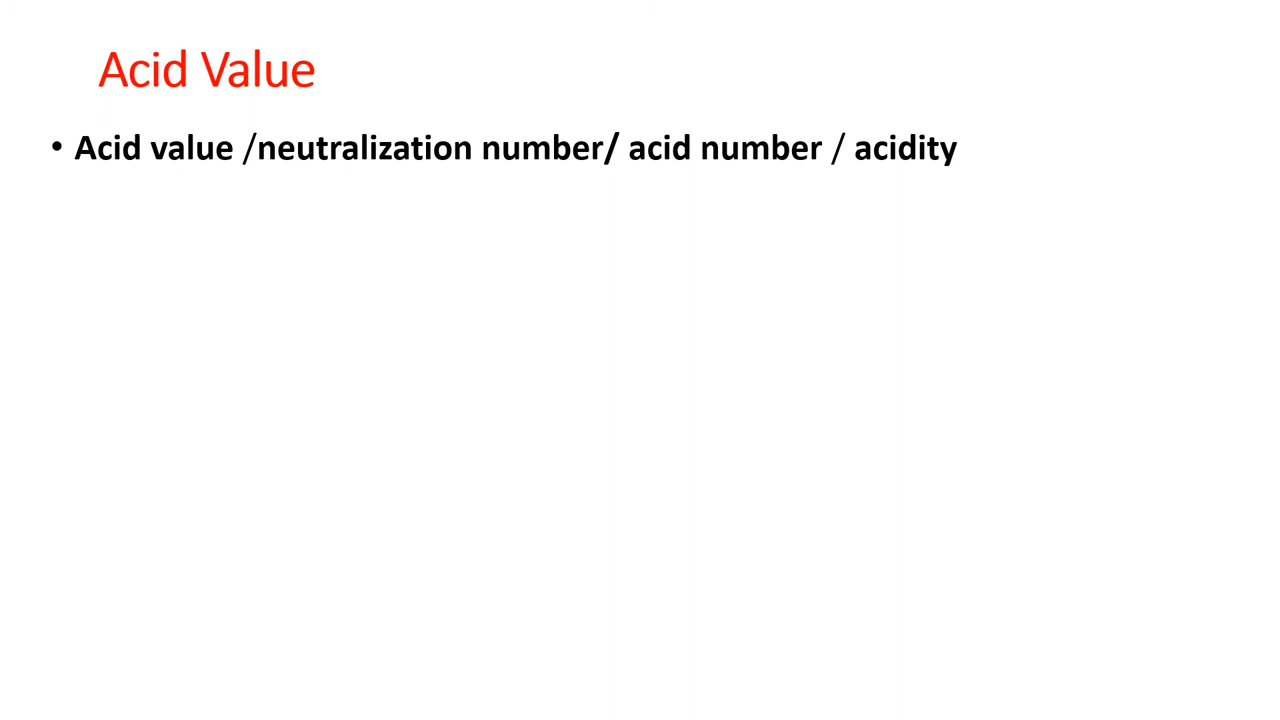 Acid Value
• Acid value /neutralization number/ acid number / acidity